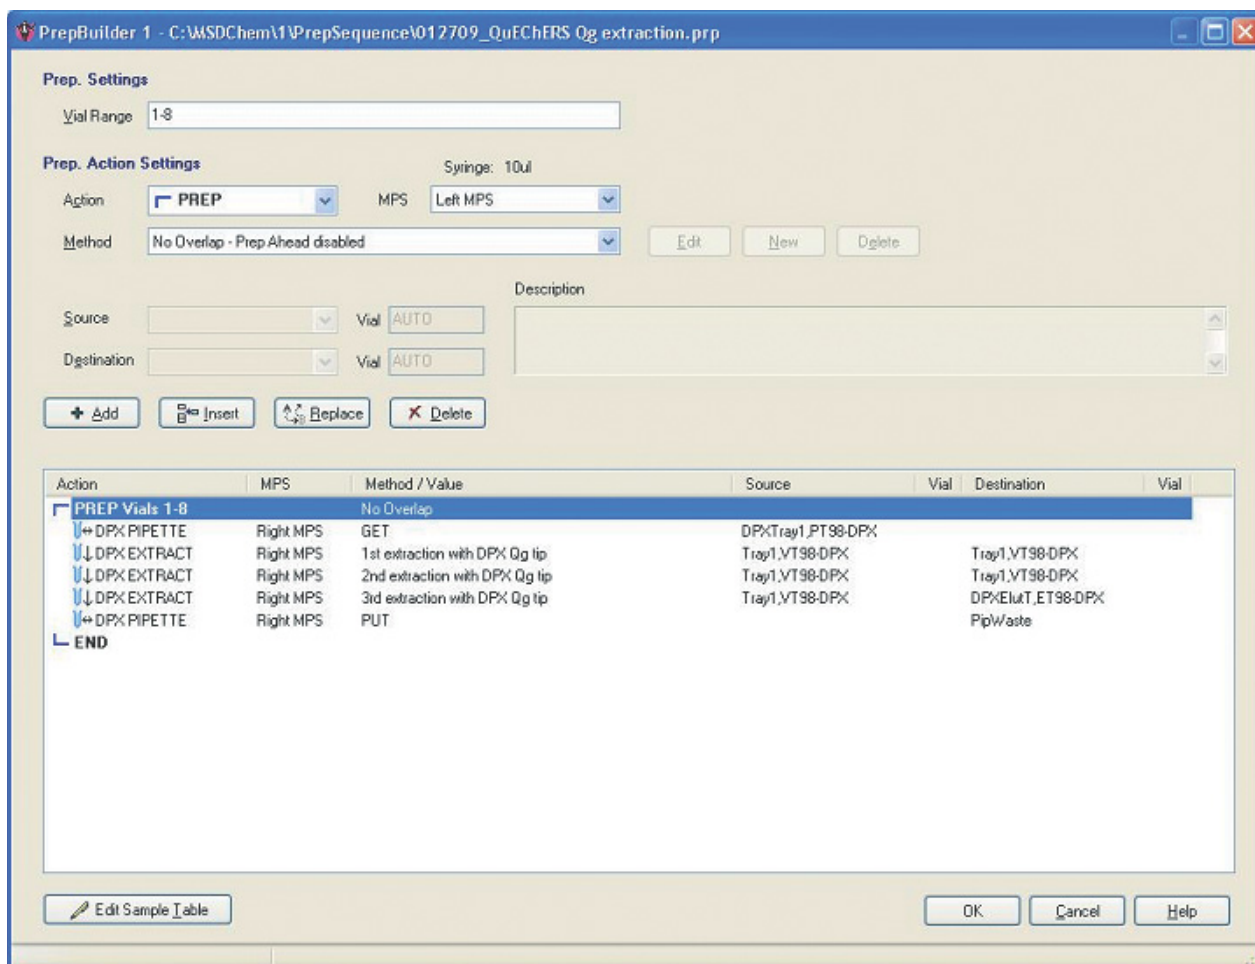 PrepBuilder 1 - C:\MSDChem\1\PrepSequence\012709_QuEChERS Qg extraction.prp
Prep. Settings
Vial Range 1-8
Prep. Action Settings Syringe: 10ul
Action PREP MPS Left MPS
Method No Overlap - Prep Ahead disabled Edit New Delete
Description
Source Vial AUTO
Destination Vial AUTO
Add Insert Replace Delete
Action MPS Method / Value Source Vial Destination Vial
PREP Vials 1-8 No Overlap
DPX PIPETTE Right MPS GET DPXTray1,PT98-DPX
DPX EXTRACT Right MPS 1st extraction with DPX Qg tip Tray1,VT98-DPX Tray1,VT98-DPX
DPX EXTRACT Right MPS 2nd extraction with DPX Qg tip Tray1,VT98-DPX Tray1,VT98-DPX
DPX EXTRACT Right MPS 3rd extraction with DPX Qg tip Tray1,VT98-DPX DPXElutT,ET98-DPX
DPX PIPETTE Right MPS PUT PipWaste
END
Edit Sample Table OK Cancel Help